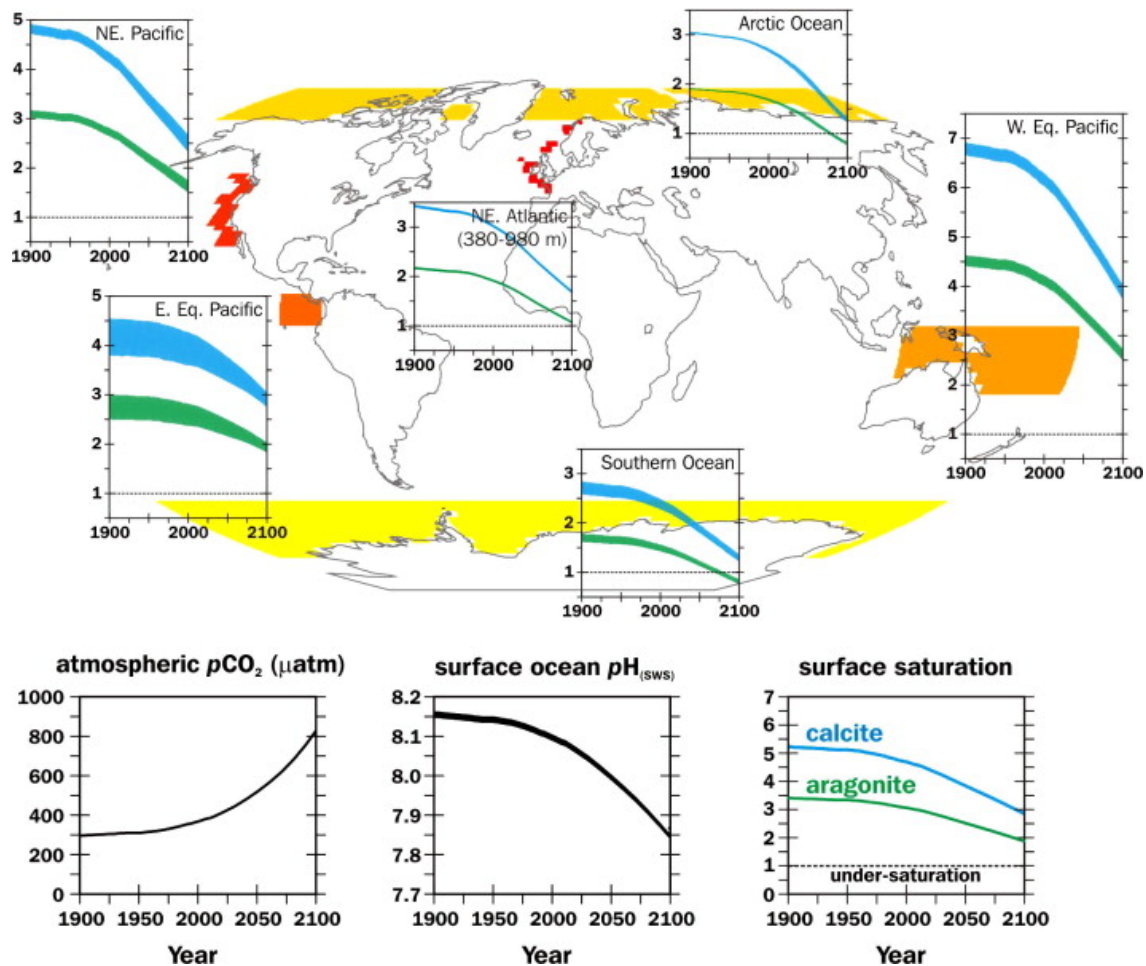 NE. Pacific
5
4
3
2
1
1900 2000 2100
Arctic Ocean
3
2
1
1900 2000 2100
W. Eq. Pacific
7
6
5
4
3
2
1
1900 2000 2100
NE. Atlantic
(380-980 m)
3
2
1
1900 2000 2100
E. Eq. Pacific
5
4
3
2
1
1900 2000 2100
Southern Ocean
3
2
1
1900 2000 2100
atmospheric pCO₂ (µatm)
1000
800
600
400
200
0
1900 1950 2000 2050 2100
Year
surface ocean pH(SWS)
8.2
8.1
8.0
7.9
7.8
7.7
1900 1950 2000 2050 2100
Year
surface saturation
7
6
5
4
3
2
1
0
calcite
aragonite
under-saturation
1900 1950 2000 2050 2100
Year